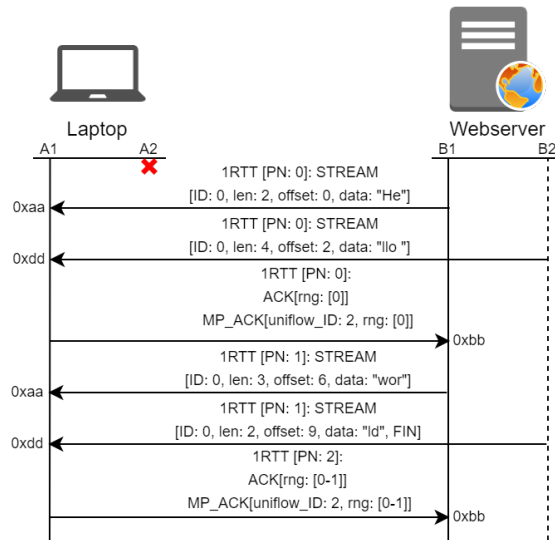 Laptop
Webserver
A1
A2
B1
B2
1RTT [PN: 0]: STREAM
[ID: 0, len: 2, offset: 0, data: "He"]
0xaa
1RTT [PN: 0]: STREAM
[ID: 0, len: 4, offset: 2, data: "llo "]
0xdd
1RTT [PN: 0]:
ACK[rng: [0]]
MP_ACK[uniflow_ID: 2, rng: [0]]
0xbb
1RTT [PN: 1]: STREAM
[ID: 0, len: 3, offset: 6, data: "wor"]
0xaa
1RTT [PN: 1]: STREAM
[ID: 0, len: 2, offset: 9, data: "ld", FIN]
0xdd
1RTT [PN: 2]:
ACK[rng: [0-1]]
MP_ACK[uniflow_ID: 2, rng: [0-1]]
0xbb